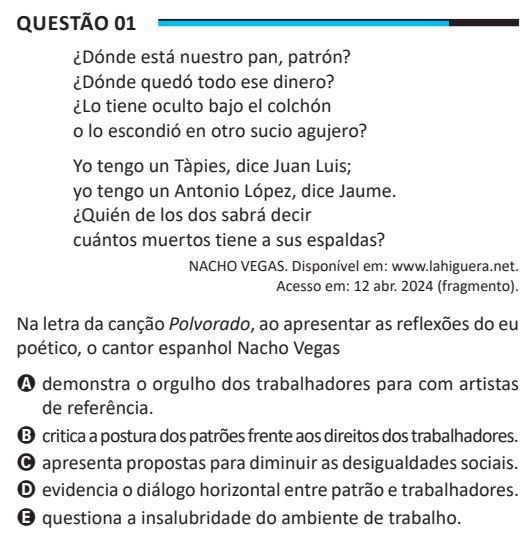 QUESTÃO 01
¿Dónde está nuestro pan, patrón?
¿Dónde quedó todo ese dinero?
¿Lo tiene oculto bajo el colchón
o lo escondió en otro sucio agujero?
Yo tengo un Tàpies, dice Juan Luis;
yo tengo un Antonio López, dice Jaume.
¿Quién de los dos sabrá decir
cuántos muertos tiene a sus espaldas?
NACHO VEGAS. Disponível em: www.lahiguera.net.
Acesso em: 12 abr. 2024 (fragmento).
Na letra da canção Polvorado, ao apresentar as reflexões do eu
poético, o cantor espanhol Nacho Vegas
A demonstra o orgulho dos trabalhadores para com artistas
de referência.
B critica a postura dos patrões frente aos direitos dos trabalhadores.
C apresenta propostas para diminuir as desigualdades sociais.
D evidencia o diálogo horizontal entre patrão e trabalhadores.
E questiona a insalubridade do ambiente de trabalho.